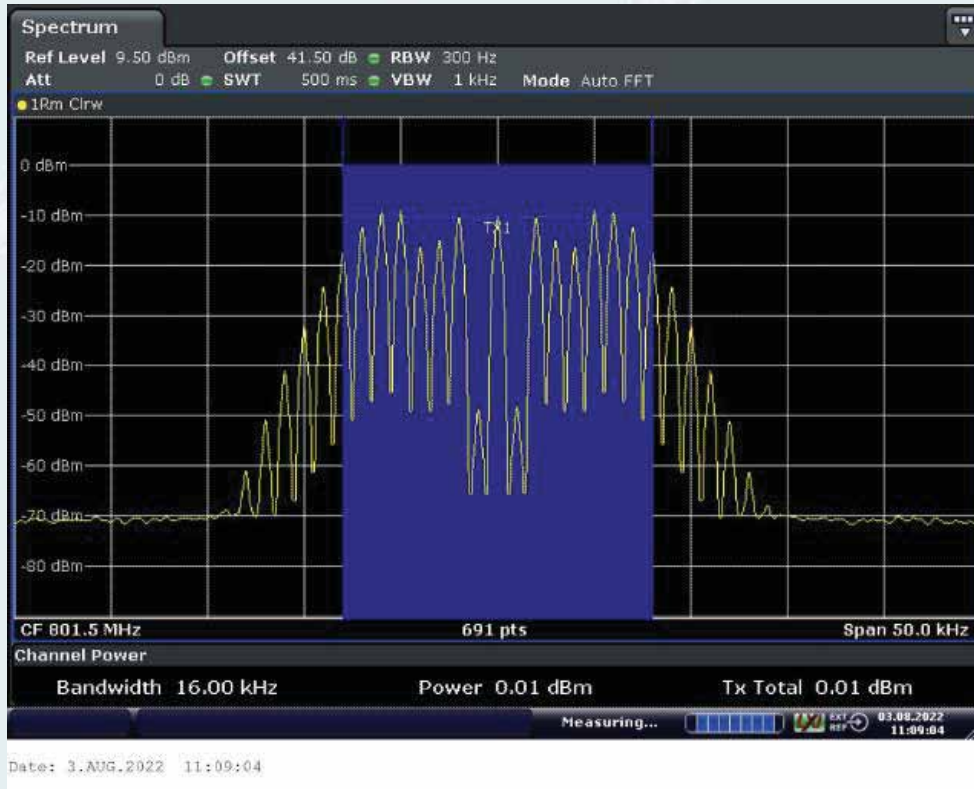 Spectrum
Ref Level 9.50 dBm Offset 41.50 dB RBW 300 Hz
Att 0 dB SWT 500 ms VBW 1 kHz Mode Auto FFT
1Rm Clrw
0 dBm
-10 dBm
TX1
-20 dBm
-30 dBm
-40 dBm
-50 dBm
-60 dBm
-70 dBm
-80 dBm
CF 801.5 MHz 691 pts Span 50.0 kHz
Channel Power
Bandwidth 16.00 kHz Power 0.01 dBm Tx Total 0.01 dBm
Measuring... EXT REF 03.08.2022
11:09:04
Date: 3.AUG.2022 11:09:04